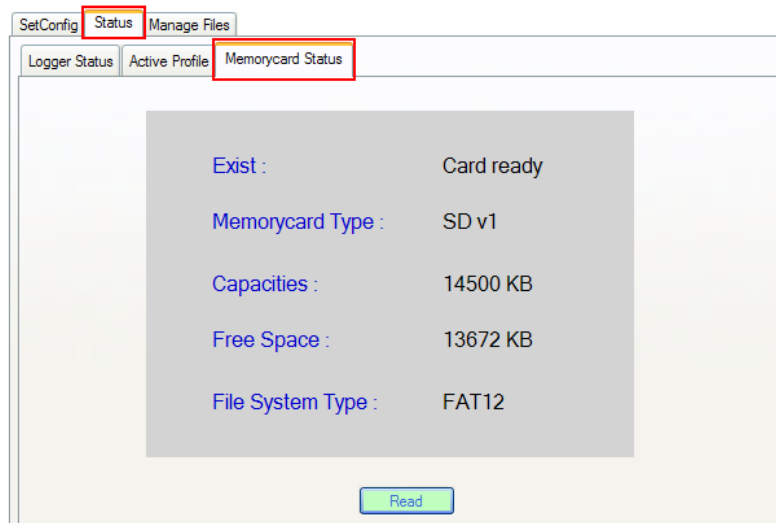 SetConfig Status Manage Files
Logger Status Active Profile Memorycard Status
Exist : Card ready
Memorycard Type : SD v1
Capacities : 14500 KB
Free Space : 13672 KB
File System Type : FAT12
Read